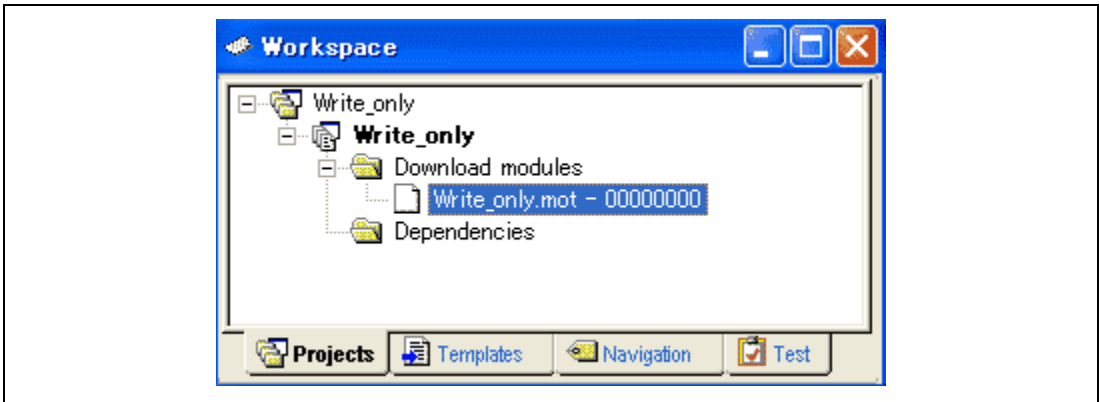 Workspace
Write_only
Write_only
Download modules
Write_only.mot - 00000000
Dependencies
Projects Templates Navigation Test